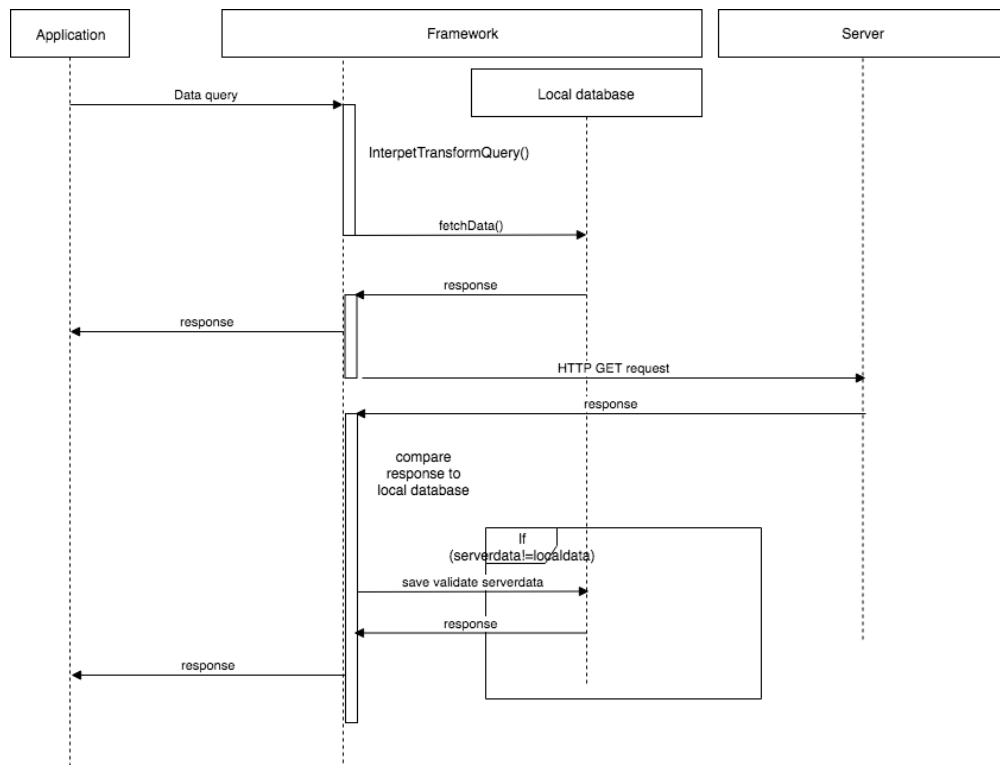 Application
Framework
Server
Local database
Data query
InterpetTransformQuery()
fetchData()
response
response
HTTP GET request
response
compare
response to
local database
If
(serverdata!=localdata)
save validate serverdata
response
response